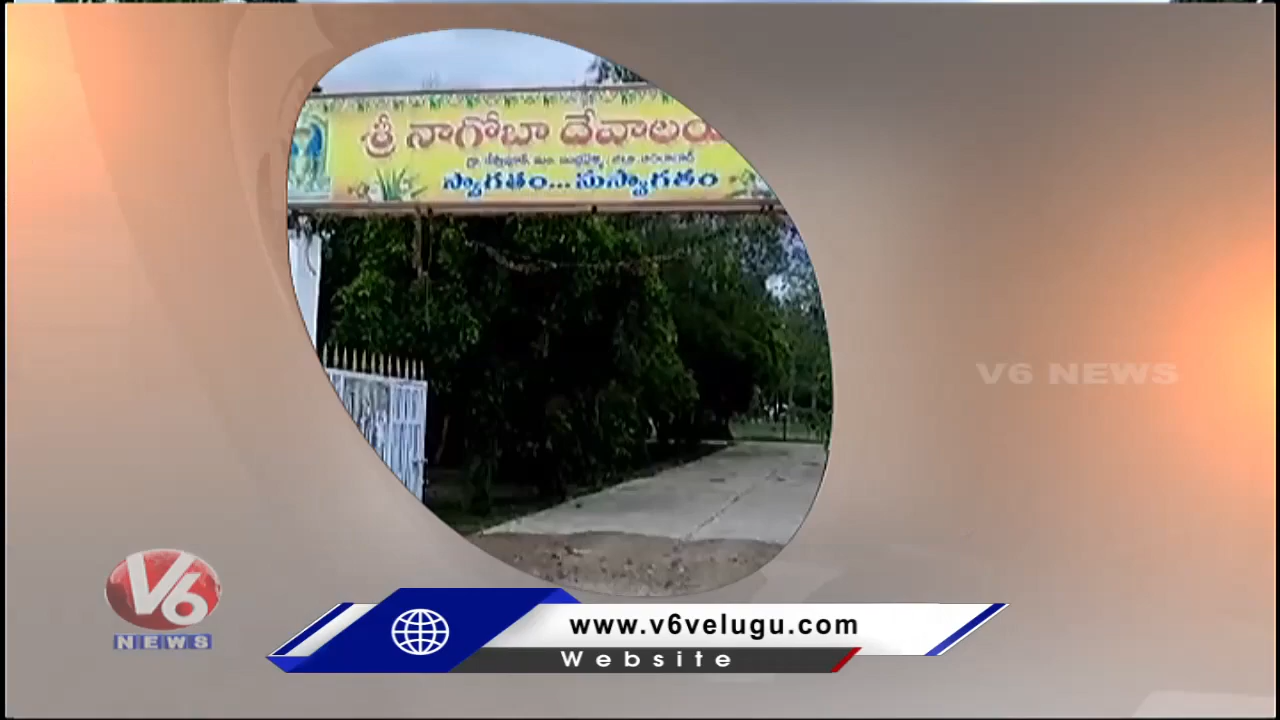 శ్రీ నాగోబా దేవాలయ
స్వాగతం... సుస్వాగతం
V6 NEWS
V6
NEWS
www.v6velugu.com
Website